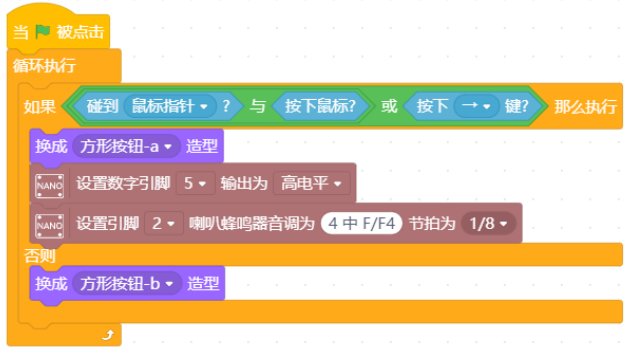 当 被点击
循环执行
如果 碰到 鼠标指针 ? 与 按下鼠标? 或 按下 → 键? 那么执行
换成 方形按钮-a 造型
NANO 设置数字引脚 5 输出为 高电平
NANO 设置引脚 2 喇叭蜂鸣器音调为 4 中 F/F4 节拍为 1/8
否则
换成 方形按钮-b 造型